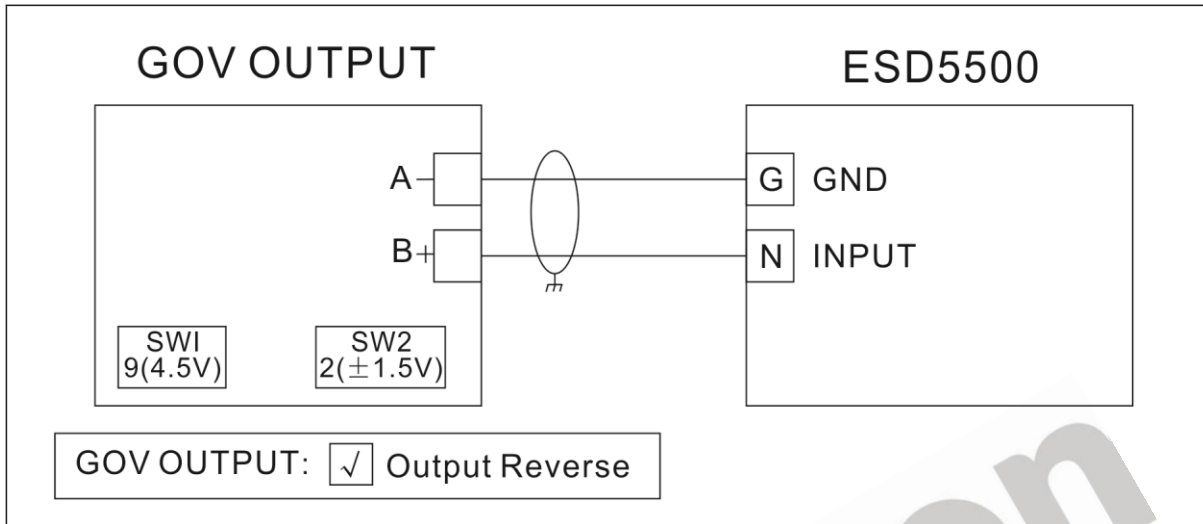 GOV OUTPUT
ESD5500
A−
G GND
B+
N INPUT
SWI
9(4.5V)
SW2
2(±1.5V)
GOV OUTPUT: √ Output Reverse